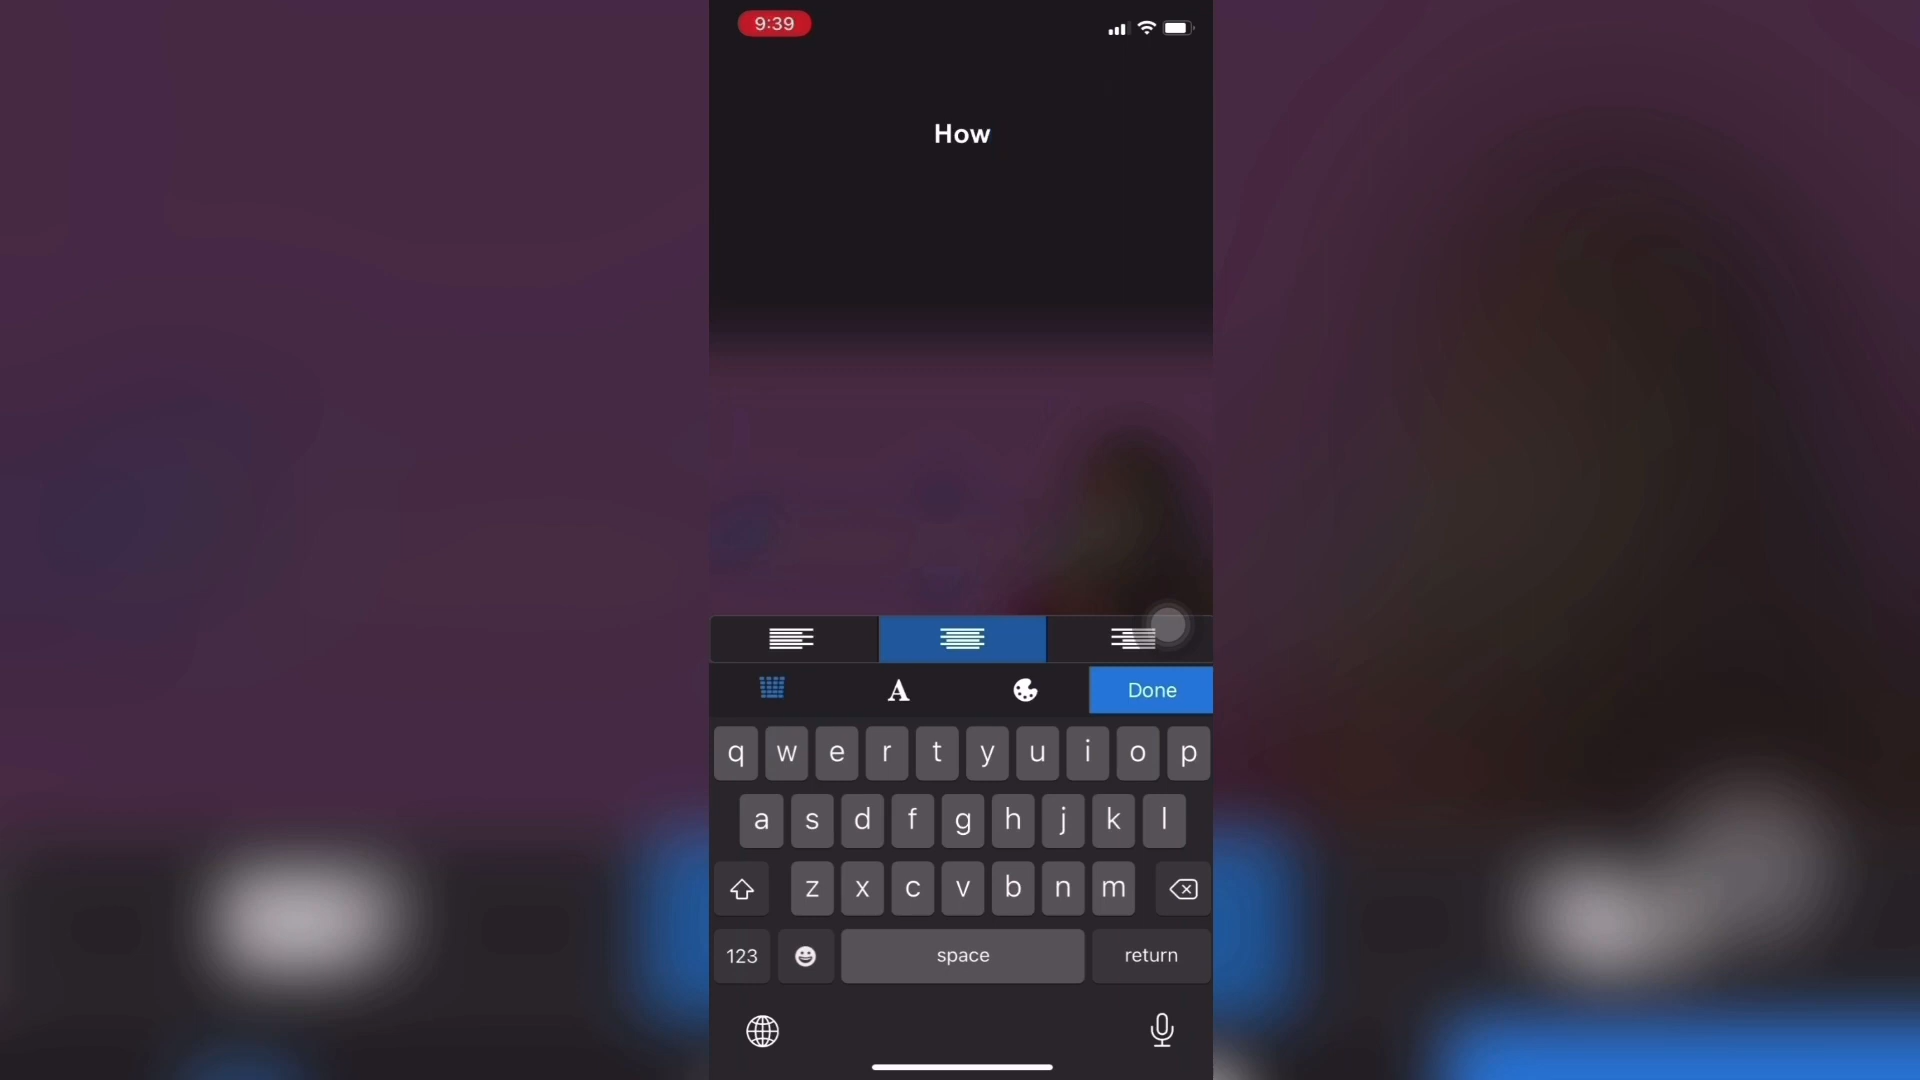 9:39
How
A
Done
q w e r t y u i o p
a s d f g h j k l
z x c v b n m
123 space return